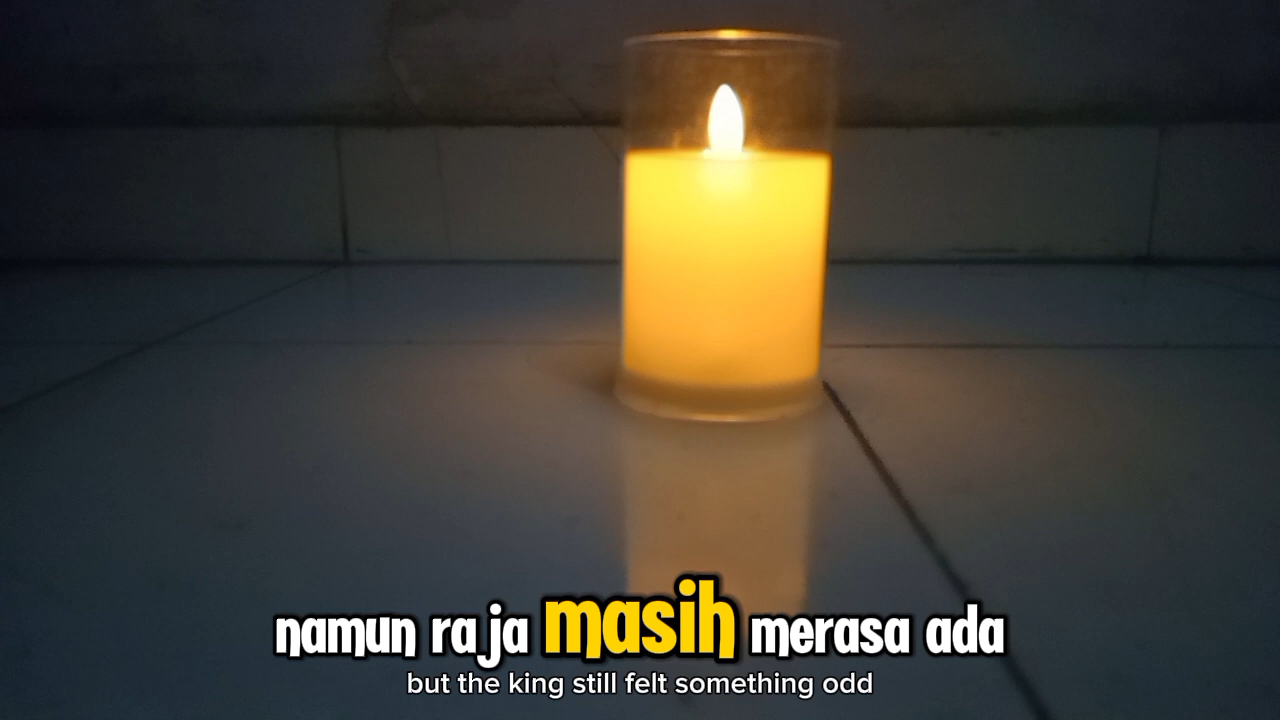 namun raja masih merasa ada
but the king still felt something odd